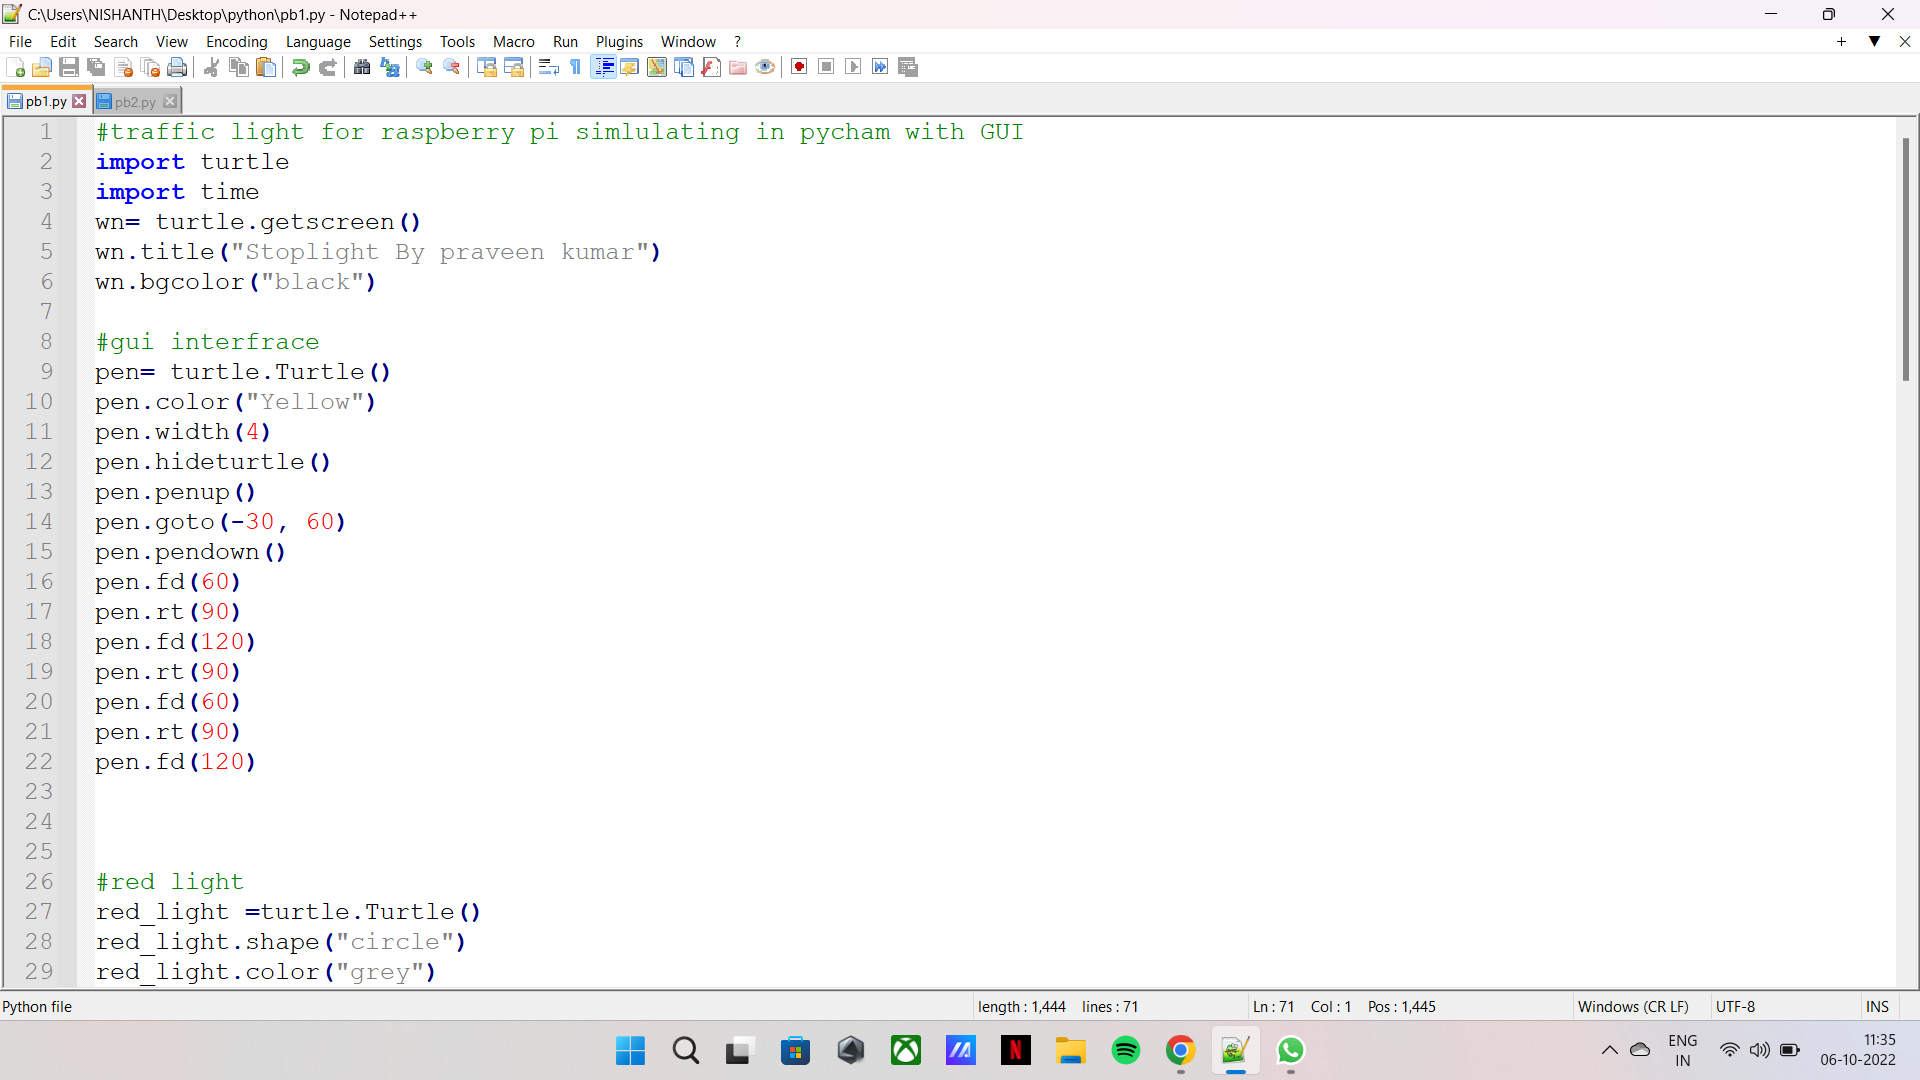 C:\Users\NISHANTH\Desktop\python\pb1.py - Notepad++
File Edit Search View Encoding Language Settings Tools Macro Run Plugins Window ?
pb1.py pb2.py
1 #traffic light for raspberry pi simlulating in pycham with GUI
2 import turtle
3 import time
4 wn= turtle.getscreen()
5 wn.title("Stoplight By praveen kumar")
6 wn.bgcolor("black")
7
8 #gui interfrace
9 pen= turtle.Turtle()
10 pen.color("Yellow")
11 pen.width(4)
12 pen.hideturtle()
13 pen.penup()
14 pen.goto(-30, 60)
15 pen.pendown()
16 pen.fd(60)
17 pen.rt(90)
18 pen.fd(120)
19 pen.rt(90)
20 pen.fd(60)
21 pen.rt(90)
22 pen.fd(120)
23
24
25
26 #red light
27 red_light =turtle.Turtle()
28 red_light.shape("circle")
29 red_light.color("grey")
Python file length : 1,444 lines : 71 Ln : 71 Col : 1 Pos : 1,445 Windows (CR LF) UTF-8 INS
ENG
IN
11:35
06-10-2022